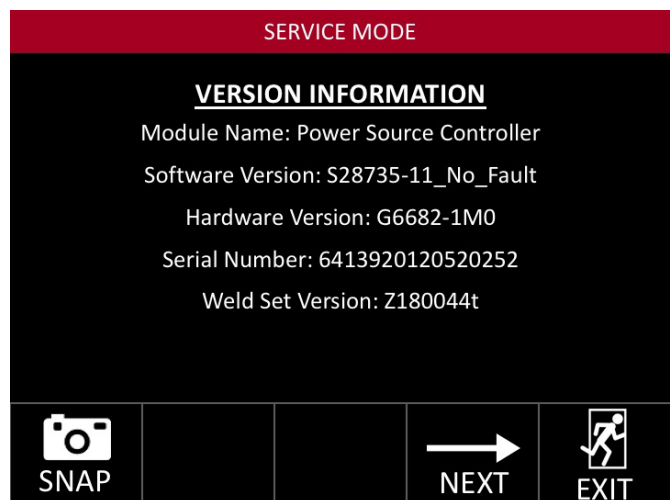 SERVICE MODE
VERSION INFORMATION
Module Name: Power Source Controller
Software Version: S28735-11_No_Fault
Hardware Version: G6682-1M0
Serial Number: 6413920120520252
Weld Set Version: Z180044t
SNAP
NEXT
EXIT